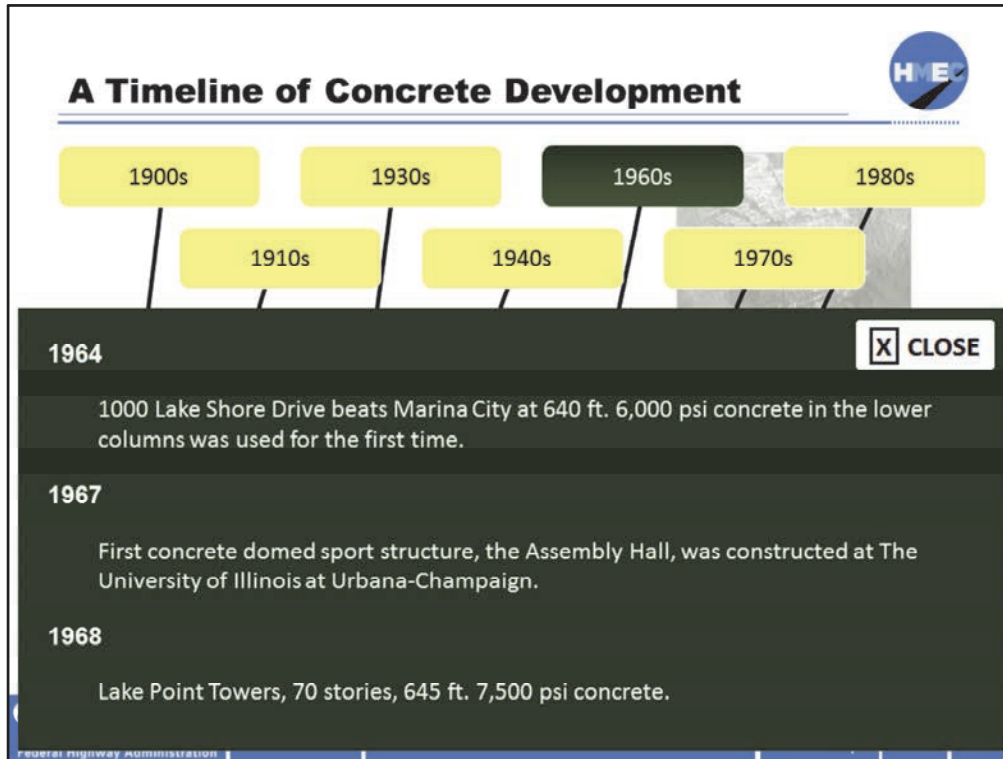 A Timeline of Concrete Development
HMEC
1900s
1930s
1960s
1980s
1910s
1940s
1970s
X CLOSE
1964
1000 Lake Shore Drive beats Marina City at 640 ft. 6,000 psi concrete in the lower
columns was used for the first time.
1967
First concrete domed sport structure, the Assembly Hall, was constructed at The
University of Illinois at Urbana-Champaign.
1968
Lake Point Towers, 70 stories, 645 ft. 7,500 psi concrete.
Federal Highway Administration